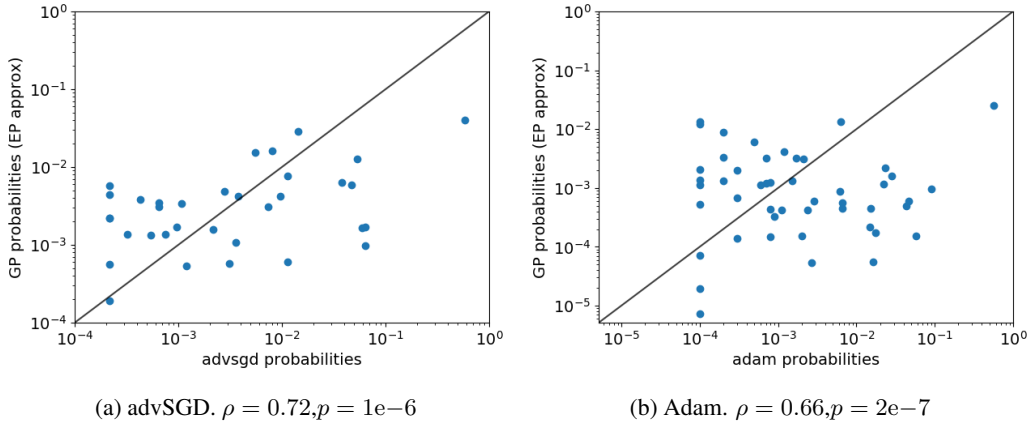 10^0
10^-1
10^-2
10^-3
10^-4
GP probabilities (EP approx)
10^-4 10^-3 10^-2 10^-1 10^0
advsgd probabilities
10^0
10^-1
10^-2
10^-3
10^-4
10^-5
GP probabilities (EP approx)
10^-5 10^-4 10^-3 10^-2 10^-1 10^0
adam probabilities
(a) advSGD. ρ = 0.72,p = 1e−6
(b) Adam. ρ = 0.66,p = 2e−7